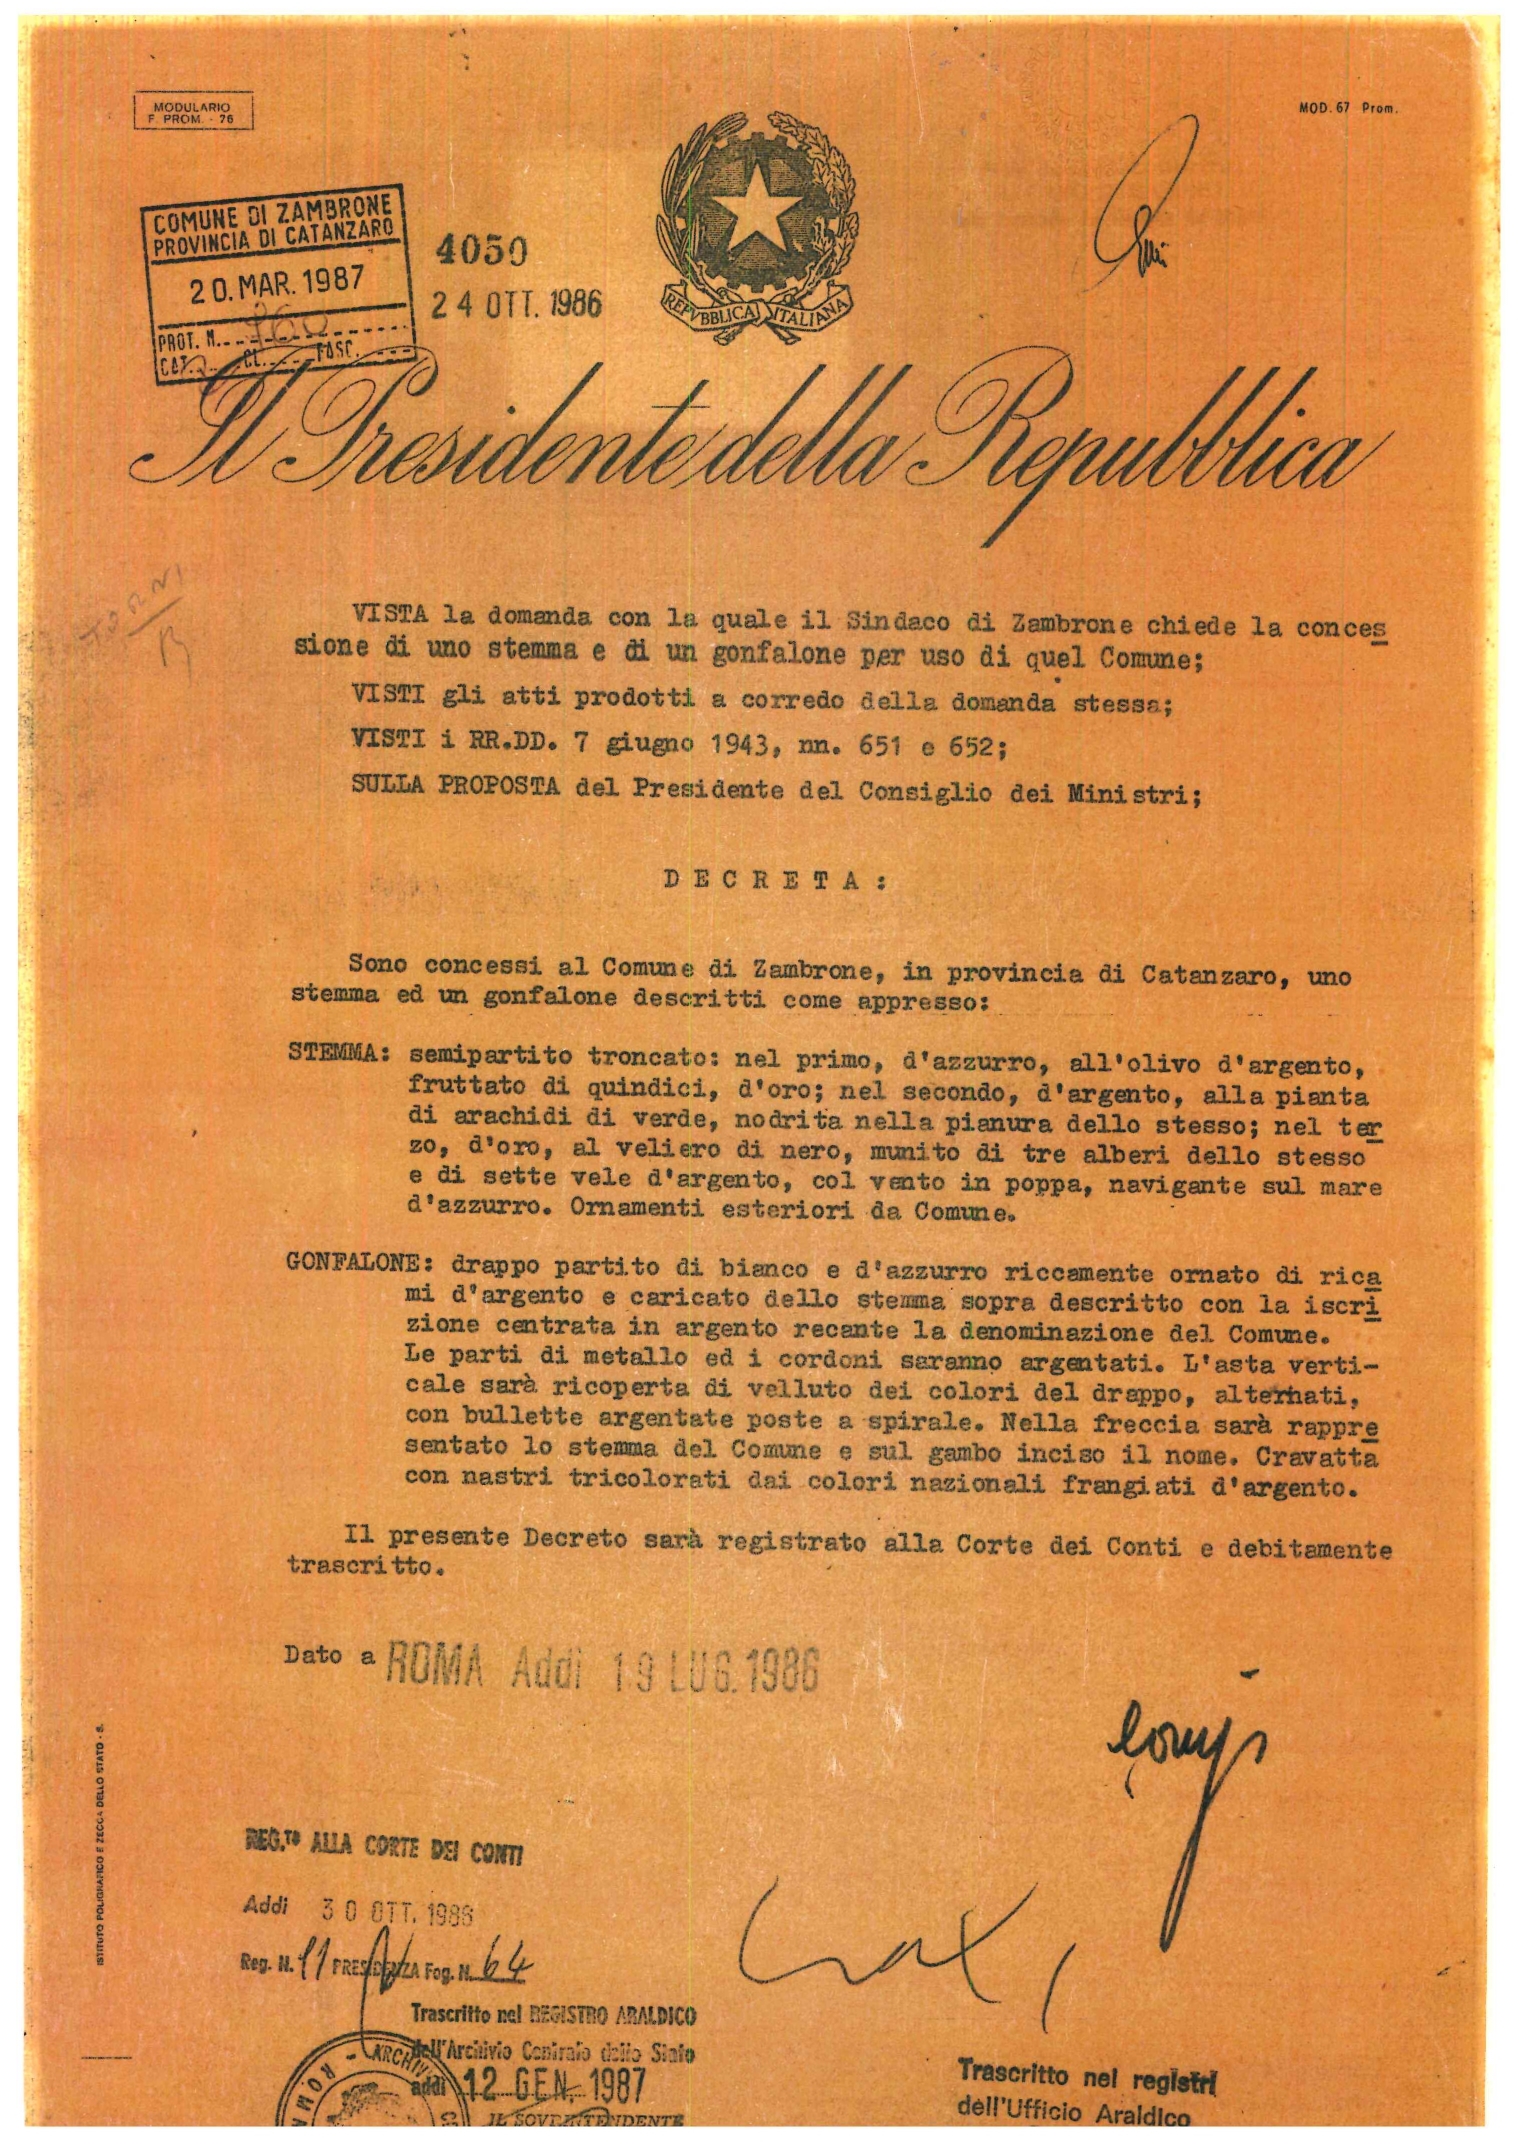 MODULARIO
F. PROM. - 76
MOD. 67 Prom.
COMUNE DI ZAMBRONE
PROVINCIA DI CATANZARO
20. MAR. 1987
PROT. N.
CAT. CL. FASC.
4050
24 OTT. 1986
REPVBBLICA ITALIANA
Il Presidente della Repubblica
VISTA la domanda con la quale il Sindaco di Zambrone chiede la conces
sione di uno stemma e di un gonfalone per uso di quel Comune;
VISTI gli atti prodotti a corredo della domanda stessa;
VISTI i RR.DD. 7 giugno 1943, nn. 651 e 652;
SULLA PROPOSTA del Presidente del Consiglio dei Ministri;
D E C R E T A :
Sono concessi al Comune di Zambrone, in provincia di Catanzaro, uno
stemma ed un gonfalone descritti come appresso:
STEMMA: semipartito troncato: nel primo, d'azzurro, all'olivo d'argento,
fruttato di quindici, d'oro; nel secondo, d'argento, alla pianta
di arachidi di verde, nodrita nella pianura dello stesso; nel ter
zo, d'oro, al veliero di nero, munito di tre alberi dello stesso
e di sette vele d'argento, col vento in poppa, navigante sul mare
d'azzurro. Ornamenti esteriori da Comune.
GONFALONE: drappo partito di bianco e d'azzurro riccamente ornato di rica
mi d'argento e caricato dello stemma sopra descritto con la iscri
zione centrata in argento recante la denominazione del Comune.
Le parti di metallo ed i cordoni saranno argentati. L'asta verti-
cale sarà ricoperta di velluto dei colori del drappo, alternati,
con bullette argentate poste a spirale. Nella freccia sarà rappre
sentato lo stemma del Comune e sul gambo inciso il nome. Cravatta
con nastri tricolorati dai colori nazionali frangiati d'argento.
Il presente Decreto sarà registrato alla Corte dei Conti e debitamente
trascritto.
Dato a ROMA Addì 19 LUG. 1986
ISTITUTO POLIGRAFICO E ZECCA DELLO STATO - S.
REG.TO ALLA CORTE DEI CONTI
Addì 30 OTT. 1986
Reg. N. 11 PRESIDENZA Fog. N. 64
Trascritto nel REGISTRO ARALDICO
dell'Archivio Centrale dello Stato
addì 12 GEN. 1987
IL SOVRINTENDENTE
ROMA - ARCHIV
Trascritto nei registri
dell'Ufficio Araldico